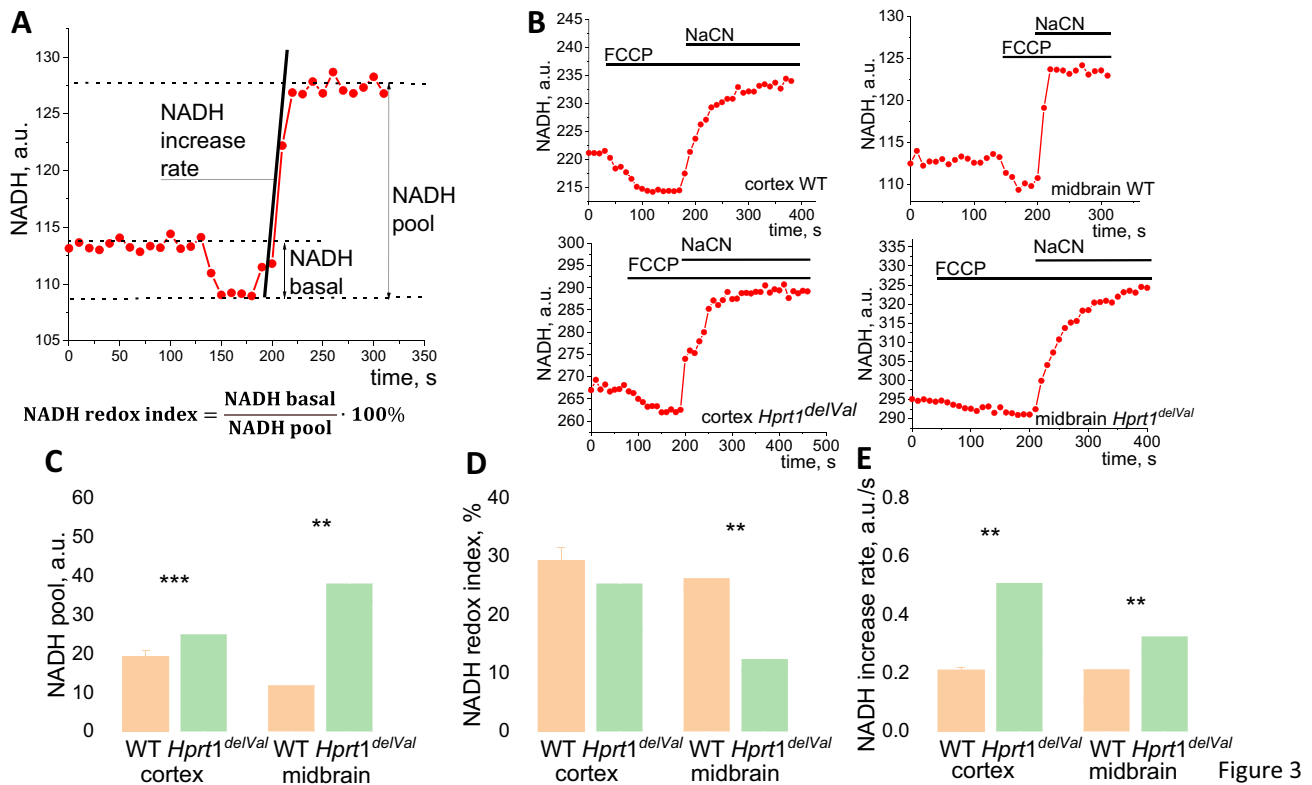 A
NADH, a.u.
130
125
120
115
110
105
0
50
100
150
200
250
300
350
time, s
NADH
increase
rate
NADH
pool
NADH
basal
NADH redox index = NADH basal / NADH pool · 100%
B
NADH, a.u.
245
240
235
230
225
220
215
0
100
200
300
400
500
time, s
NaCN
FCCP
cortex WT
NADH, a.u.
135
130
125
120
115
110
0
100
200
300
time, s
NaCN
FCCP
midbrain WT
NADH, a.u.
300
295
290
285
280
275
270
265
260
0
100
200
300
400
500
time, s
NaCN
FCCP
cortex Hprt1delVal
NADH, a.u.
335
330
325
320
315
310
305
300
295
290
0
100
200
300
400
time, s
NaCN
FCCP
midbrain Hprt1delVal
C
NADH pool, a.u.
60
50
40
30
20
10
0
***
**
WT Hprt1delVal
cortex
WT Hprt1delVal
midbrain
D
NADH redox index, %
40
30
20
10
0
**
WT Hprt1delVal
cortex
WT Hprt1delVal
midbrain
E
NADH increase rate, a.u./s
0.8
0.6
0.4
0.2
0.0
**
**
WT Hprt1delVal
cortex
WT Hprt1delVal
midbrain
Figure 3